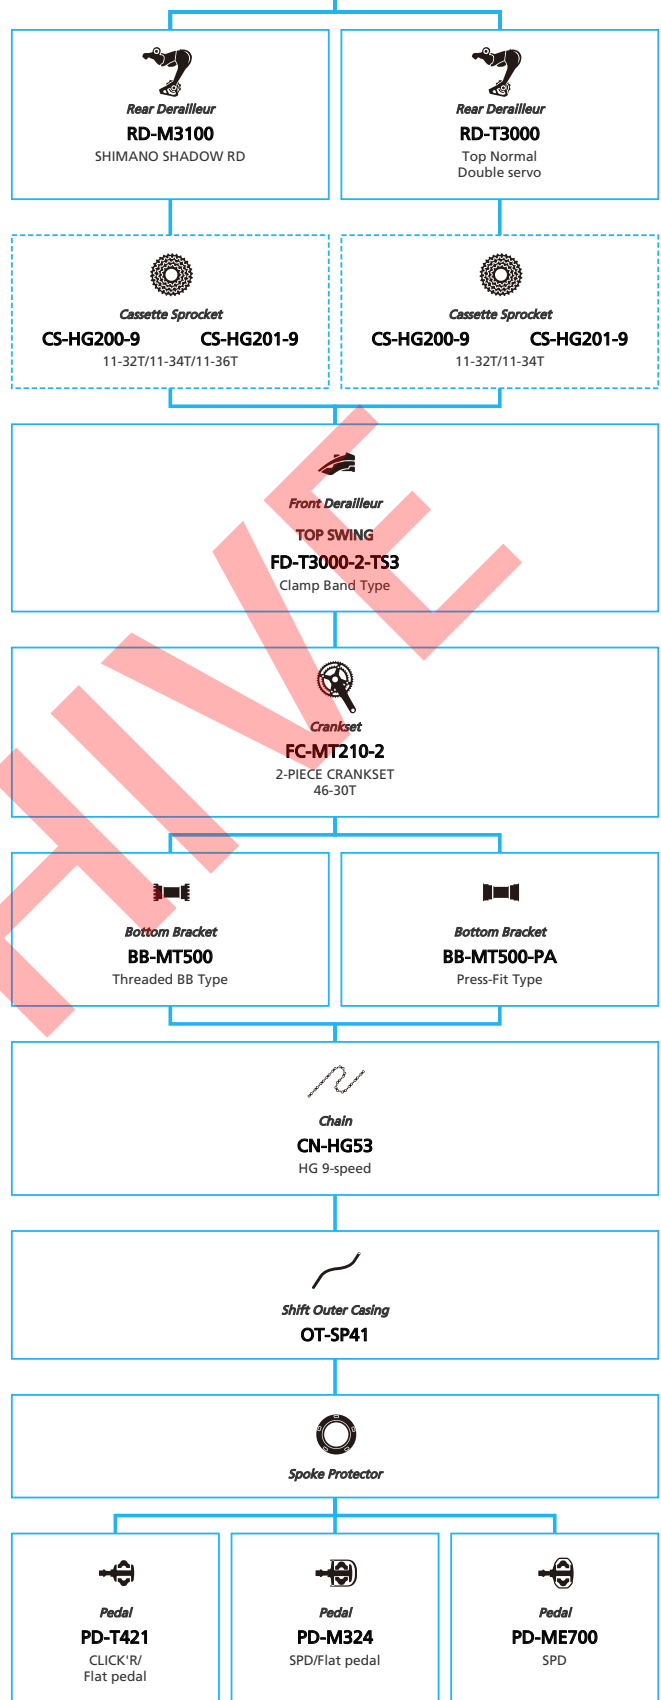 Rear Derailleur
RD-M3100
SHIMANO SHADOW RD
Rear Derailleur
RD-T3000
Top Normal
Double servo
Cassette Sprocket
CS-HG200-9 CS-HG201-9
11-32T/11-34T/11-36T
Cassette Sprocket
CS-HG200-9 CS-HG201-9
11-32T/11-34T
Front Derailleur
TOP SWING
FD-T3000-2-TS3
Clamp Band Type
Crankset
FC-MT210-2
2-PIECE CRANKSET
46-30T
Bottom Bracket
BB-MT500
Threaded BB Type
Bottom Bracket
BB-MT500-PA
Press-Fit Type
Chain
CN-HG53
HG 9-speed
Shift Outer Casing
OT-SP41
Spoke Protector
Pedal
PD-T421
CLICK'R/
Flat pedal
Pedal
PD-M324
SPD/Flat pedal
Pedal
PD-ME700
SPD
HIVE